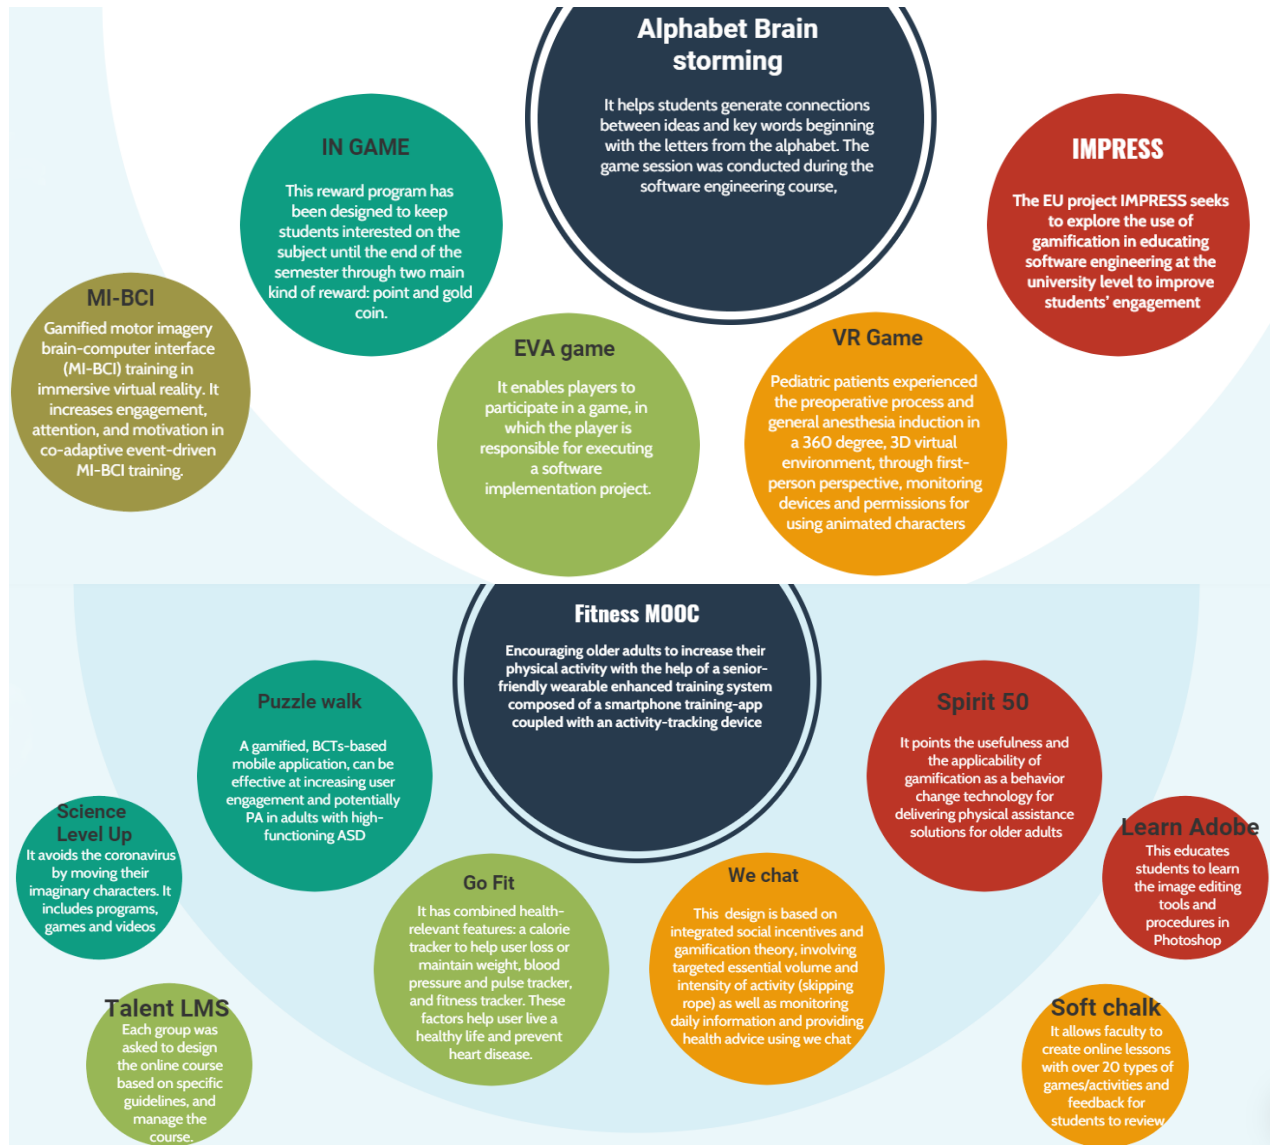 Alphabet Brain
storming
It helps students generate connections
between ideas and key words beginning
with the letters from the alphabet. The
game session was conducted during the
software engineering course,
IN GAME
This reward program has
been designed to keep
students interested on the
subject until the end of the
semester through two main
kind of reward: point and gold
coin.
IMPRESS
The EU project IMPRESS seeks
to explore the use of
gamification in educating
software engineering at the
university level to improve
students' engagement
MI-BCI
Gamified motor imagery
brain-computer interface
(MI-BCI) training in
immersive virtual reality. It
increases engagement,
attention, and motivation in
co-adaptive event-driven
MI-BCI training.
EVA game
It enables players to
participate in a game, in
which the player is
responsible for executing
a software
implementation project.
VR Game
Pediatric patients experienced
the preoperative process and
general anesthesia induction in
a 360 degree, 3D virtual
environment, through first-
person perspective, monitoring
devices and permissions for
using animated characters
Fitness MOOC
Encouraging older adults to increase their
physical activity with the help of a senior-
friendly wearable enhanced training system
composed of a smartphone training-app
coupled with an activity-tracking device
Puzzle walk
A gamified, BCTs-based
mobile application, can be
effective at increasing user
engagement and potentially
PA in adults with high-
functioning ASD
Spirit 50
It points the usefulness and
the applicability of
gamification as a behavior
change technology for
delivering physical assistance
solutions for older adults
Science
Level Up
It avoids the coronavirus
by moving their
imaginary characters. It
includes programs,
games and videos
Learn Adobe
This educates
students to learn
the image editing
tools and
procedures in
Photoshop
Go Fit
It has combined health-
relevant features: a calorie
tracker to help user loss or
maintain weight, blood
pressure and pulse tracker,
and fitness tracker. These
factors help user live a
healthy life and prevent
heart disease.
We chat
This design is based on
integrated social incentives and
gamification theory, involving
targeted essential volume and
intensity of activity (skipping
rope) as well as monitoring
daily information and providing
health advice using we chat
Talent LMS
Each group was
asked to design
the online course
based on specific
guidelines, and
manage the
course.
Soft chalk
It allows faculty to
create online lessons
with over 20 types of
games/activities and
feedback for
students to review